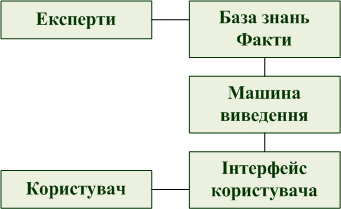 Експерти
База знань
Факти
Машина
виведення
Користувач
Інтерфейс
користувача